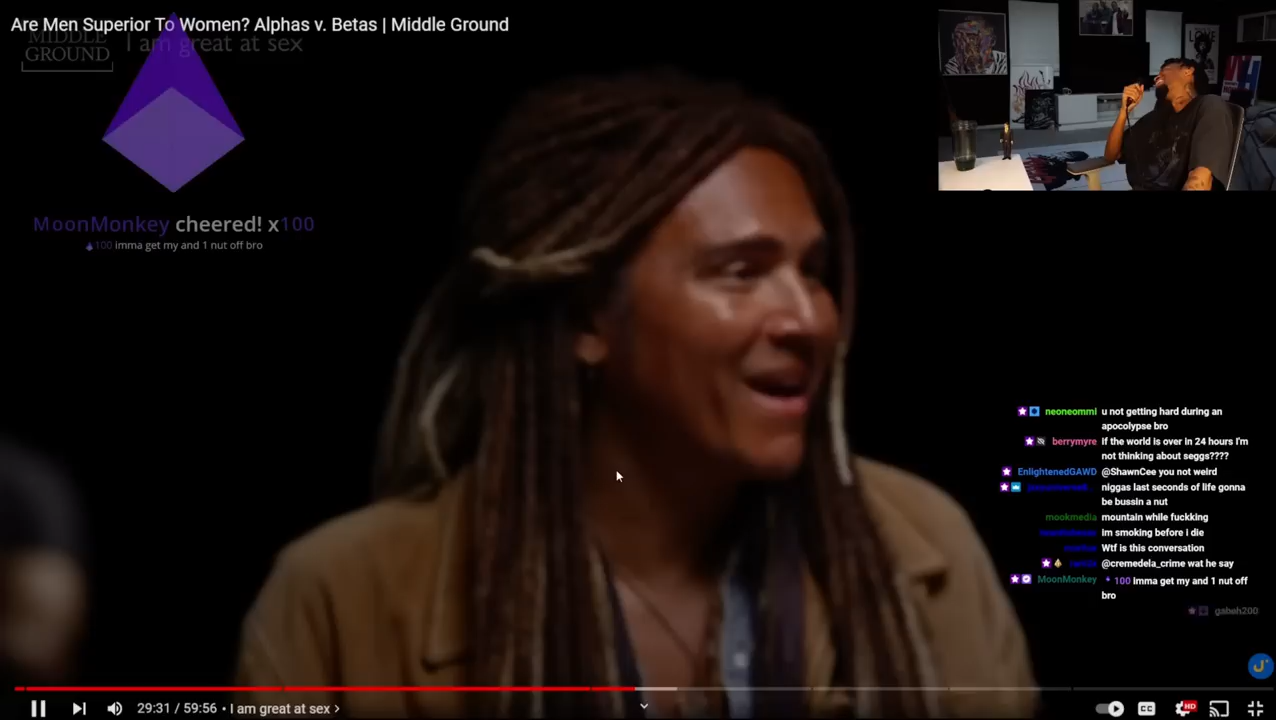 Are Men Superior To Women? Alphas v. Betas | Middle Ground
MIDDLE
GROUND
I am great at sex
MoonMonkey cheered! x100
100 imma get my and 1 nut off bro
LOVE
neoneommi u not getting hard during an
apocolypse bro
berrymyre if the world is over in 24 hours I'm
not thinking about seggs????
EnlightenedGAWD @ShawnCee you not weird
niggas last seconds of life gonna
be bussin a nut
mookmedia mountain while fuckking
Im smoking before i die
Wtf is this conversation
@cremedela_crime wat he say
MoonMonkey 100 imma get my and 1 nut off
bro
gabeh200
29:31 / 59:56 • I am great at sex >
CC
HD